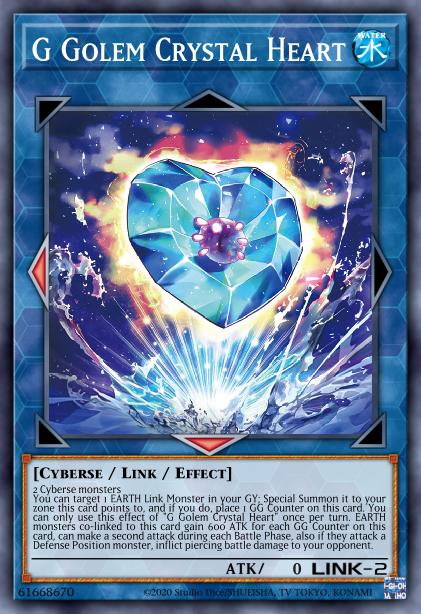 G Golem Crystal Heart
WATER
水
[Cyberse / Link / Effect]
2 Cyberse monsters
You can target 1 EARTH Link Monster in your GY; Special Summon it to your
zone this card points to, and if you do, place 1 GG Counter on this card. You
can only use this effect of "G Golem Crystal Heart" once per turn. EARTH
monsters co-linked to this card gain 600 ATK for each GG Counter on this
card, can make a second attack during each Battle Phase, also if they attack a
Defense Position monster, inflict piercing battle damage to your opponent.
ATK/ 0 LINK-2
61668670 ©2020 Studio Dice/SHUEISHA, TV TOKYO, KONAMI